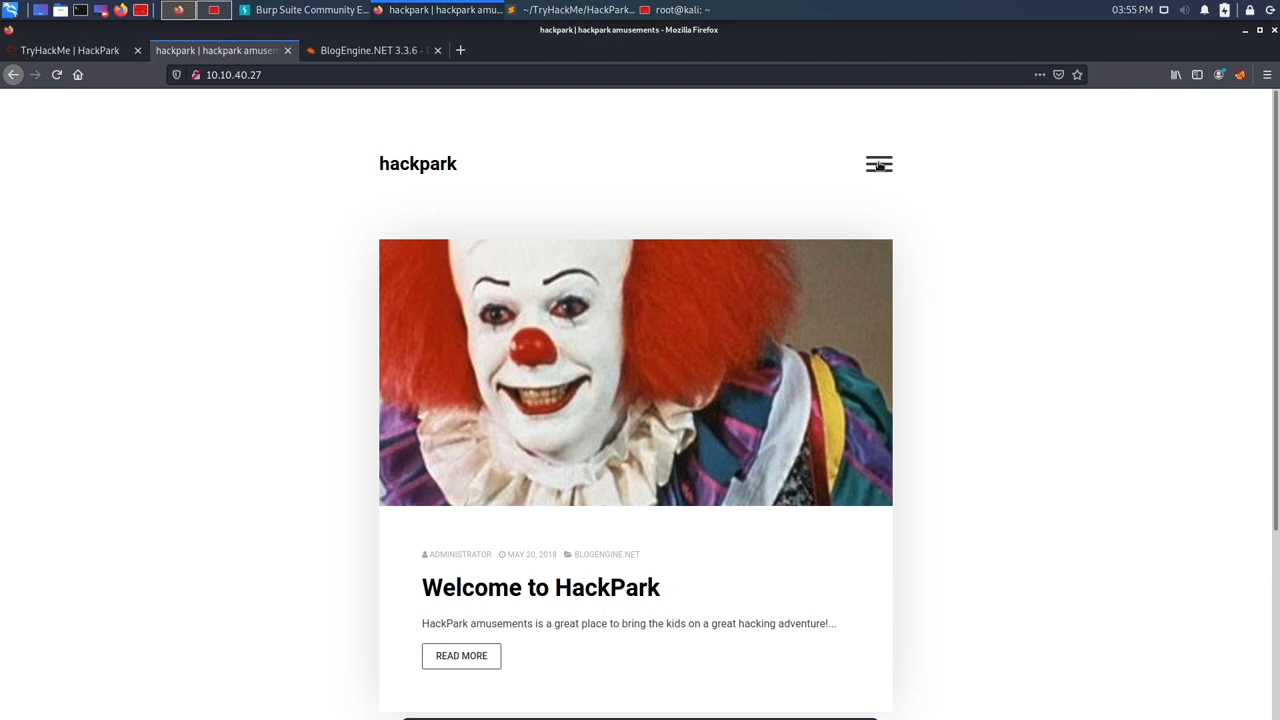 Burp Suite Community E...
hackpark | hackpark amuse...
~/TryHackMe/HackPark/...
root@kali: ~
03:55 PM
hackpark | hackpark amusements - Mozilla Firefox
TryHackMe | HackPark
hackpark | hackpark amusem
BlogEngine.NET 3.3.6 -
10.10.40.27
hackpark
ADMINISTRATOR MAY 20, 2018 BLOGENGINE.NET
Welcome to HackPark
HackPark amusements is a great place to bring the kids on a great hacking adventure!...
READ MORE